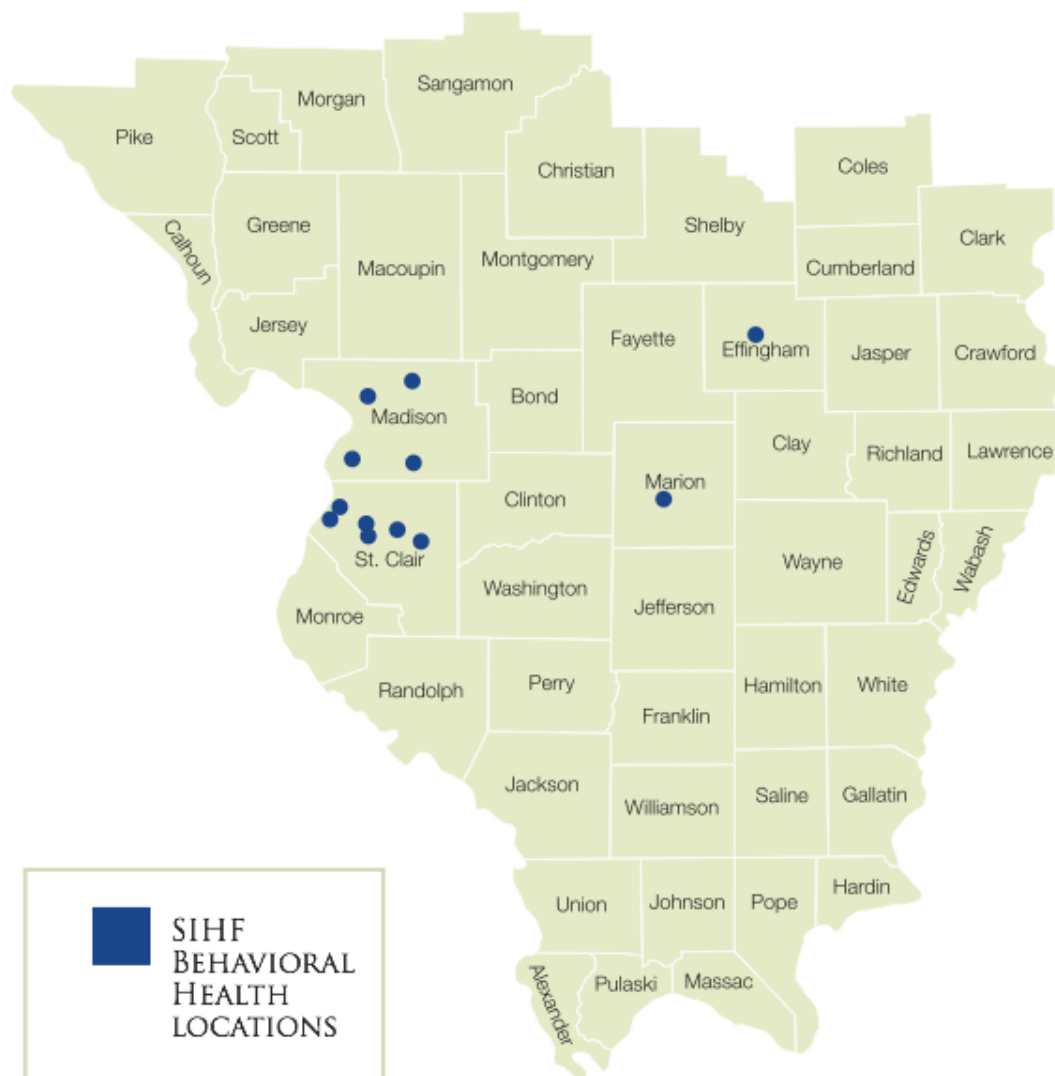 Sangamon
Morgan
Pike
Scott
Christian
Coles
Greene
Shelby
Clark
Calhoun
Macoupin
Montgomery
Cumberland
Jersey
Fayette
Effingham
Jasper
Crawford
Bond
Madison
Clay
Richland
Lawrence
Marion
Clinton
St. Clair
Wayne
Edwards
Wabash
Washington
Jefferson
Monroe
Randolph
Perry
Hamilton
White
Franklin
Jackson
Williamson
Saline
Gallatin
Union
Johnson
Pope
Hardin
Alexander
Pulaski
Massac
SIHF
BEHAVIORAL
HEALTH
LOCATIONS